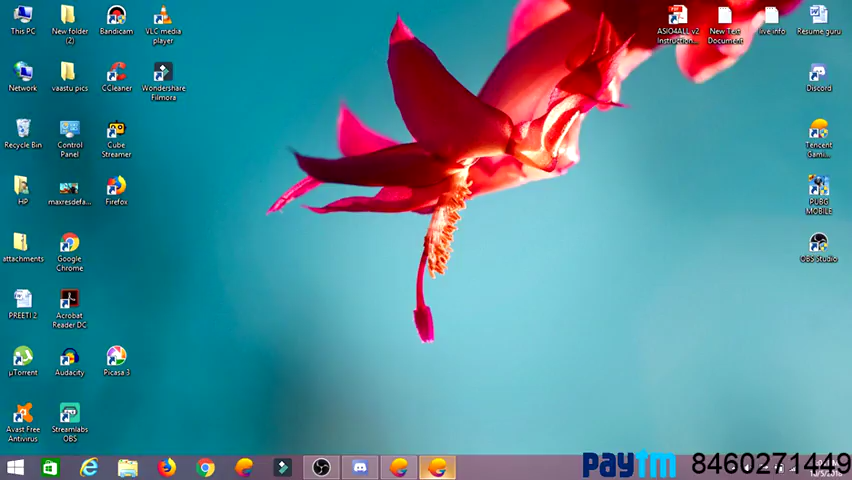 This PC
New folder
(2)
Bandicam
VLC media
player
Network
vaastu pics
CCleaner
Wondershare
Filmora
Recycle Bin
Control
Panel
Cube
Streamer
HP
maxresdefa...
Firefox
attachments
Google
Chrome
PREETI 2
Acrobat
Reader DC
µTorrent
Audacity
Picasa 3
Avast Free
Antivirus
Streamlabs
OBS
ASIO4ALL v2
Instruction...
New Text
Document
live info
Resume guru
Discord
Tencent
Gami...
PUBG
MOBILE
OBS Studio
paytm 8460271449